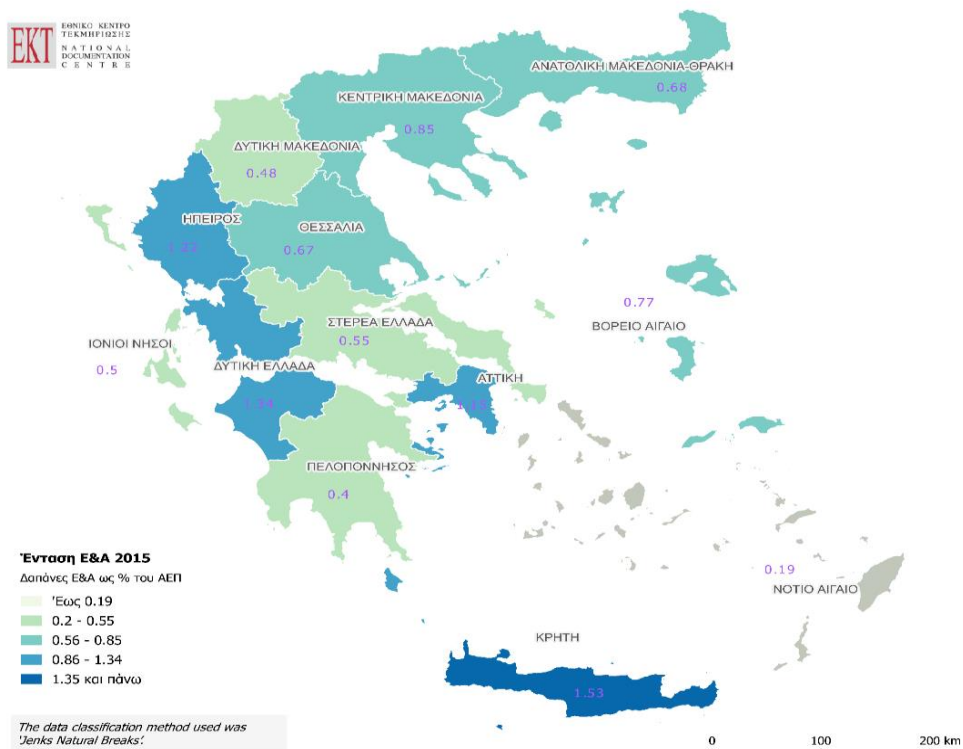 ΕΚΤ
ΕΘΝΙΚΟ ΚΕΝΤΡΟ
ΤΕΚΜΗΡΙΩΣΗΣ
NATIONAL
DOCUMENTATION
CENTRE
ΑΝΑΤΟΛΙΚΗ ΜΑΚΕΔΟΝΙΑ-ΘΡΑΚΗ
0.68
ΚΕΝΤΡΙΚΗ ΜΑΚΕΔΟΝΙΑ
0.85
ΔΥΤΙΚΗ ΜΑΚΕΔΟΝΙΑ
0.48
ΗΠΕΙΡΟΣ
ΘΕΣΣΑΛΙΑ
0.67
0.77
ΒΟΡΕΙΟ ΑΙΓΑΙΟ
ΣΤΕΡΕΑ ΕΛΛΑΔΑ
0.55
ΙΟΝΙΟΙ ΝΗΣΟΙ
0.5
ΔΥΤΙΚΗ ΕΛΛΑΔΑ
1.34
ΑΤΤΙΚΗ
ΠΕΛΟΠΟΝΝΗΣΟΣ
0.4
0.19
ΝΟΤΙΟ ΑΙΓΑΙΟ
ΚΡΗΤΗ
1.53
Ένταση Ε&Α 2015
Δαπάνες Ε&Α ως % του ΑΕΠ
Έως 0.19
0.2 - 0.55
0.56 - 0.85
0.86 - 1.34
1.35 και πάνω
The data classification method used was
'Jenks Natural Breaks'.
0 100 200 km